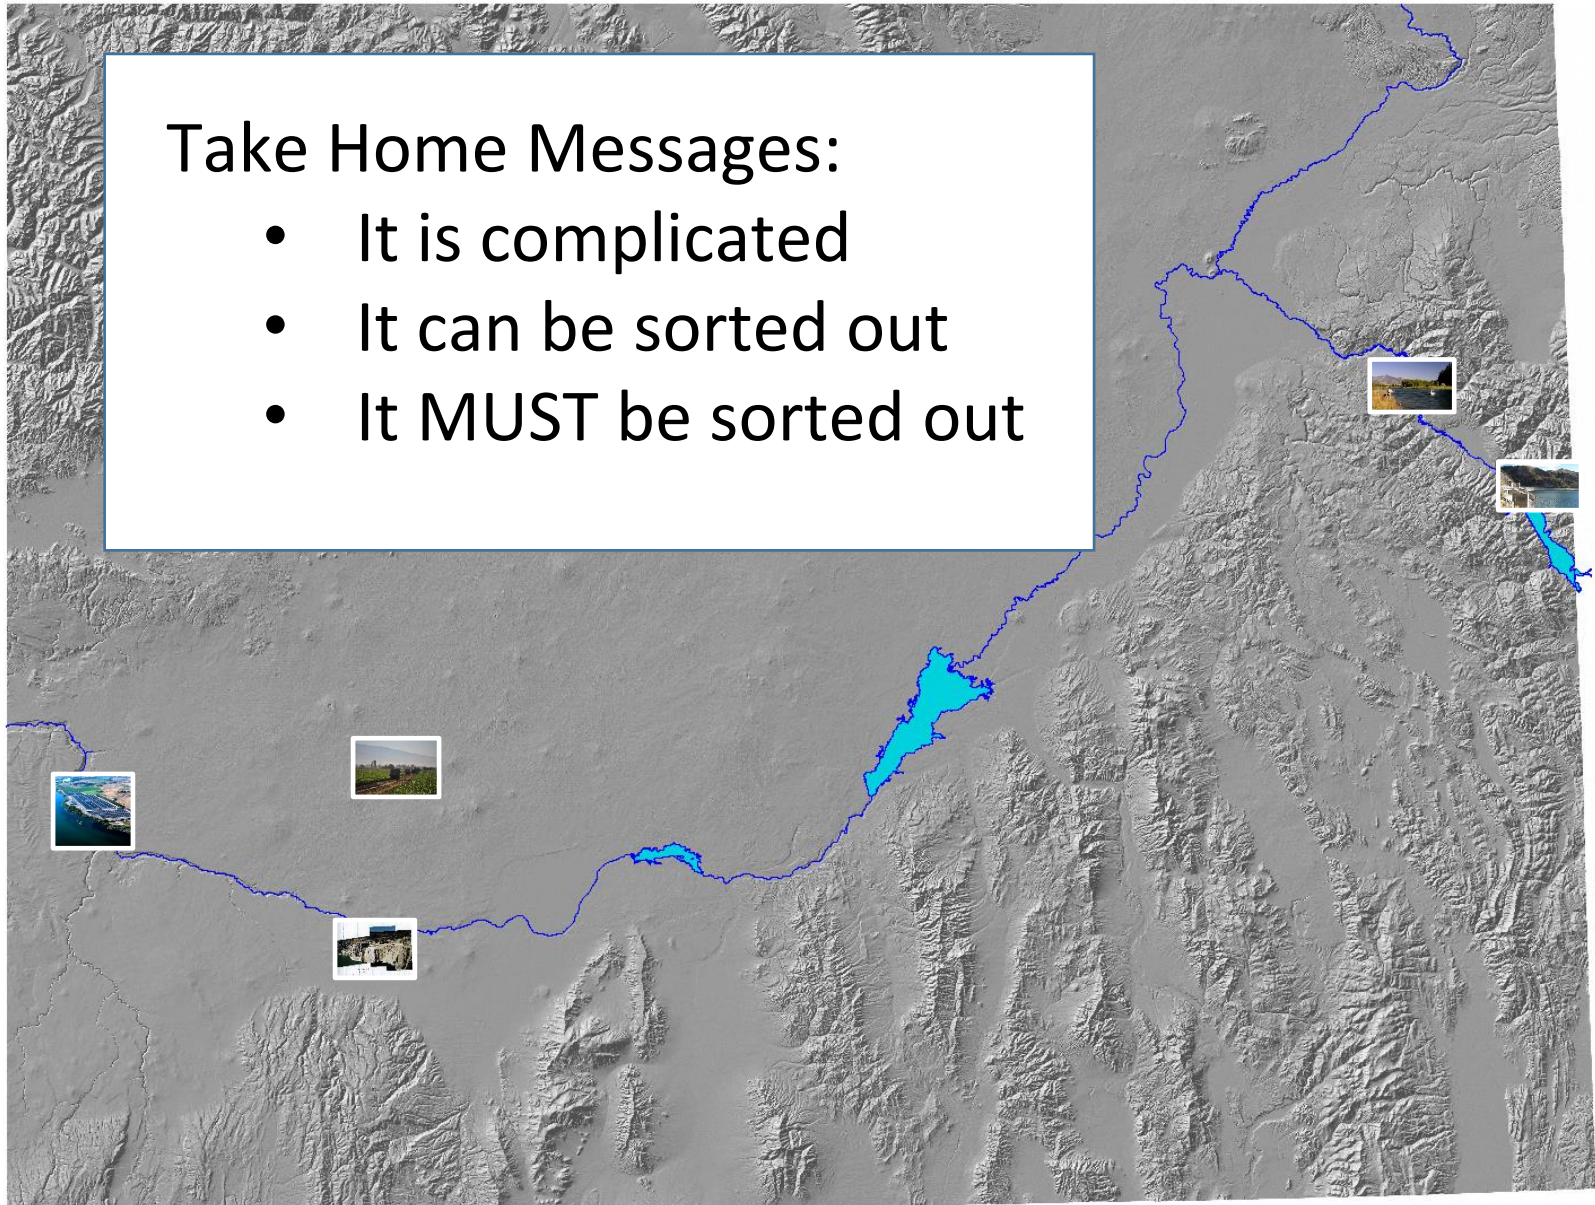 Take Home Messages:
• It is complicated
• It can be sorted out
• It MUST be sorted out